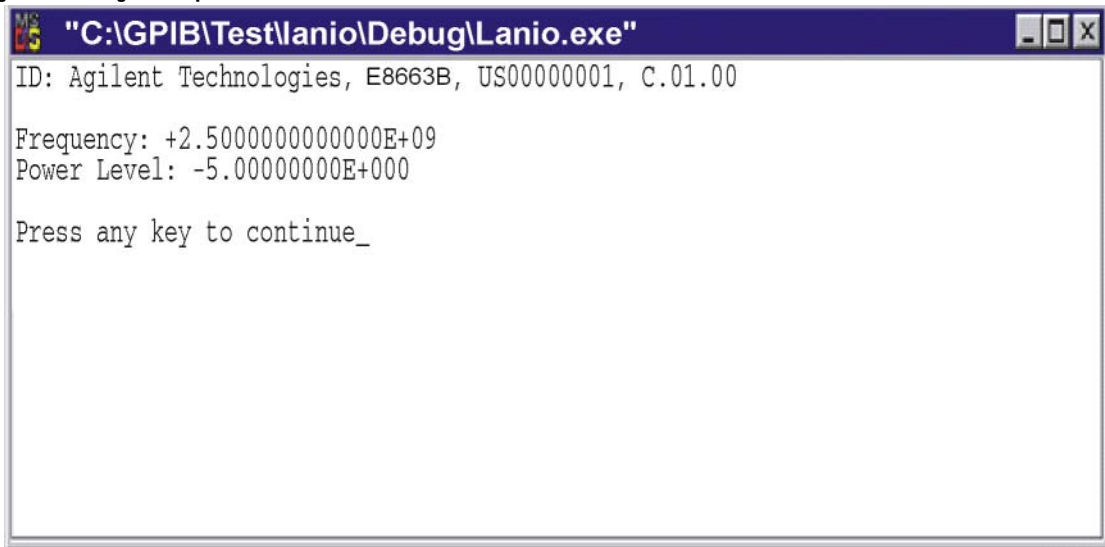 "C:\GPIB\Test\lanio\Debug\Lanio.exe"
ID: Agilent Technologies, E8663B, US00000001, C.01.00
Frequency: +2.5000000000000E+09
Power Level: -5.00000000E+000
Press any key to continue_